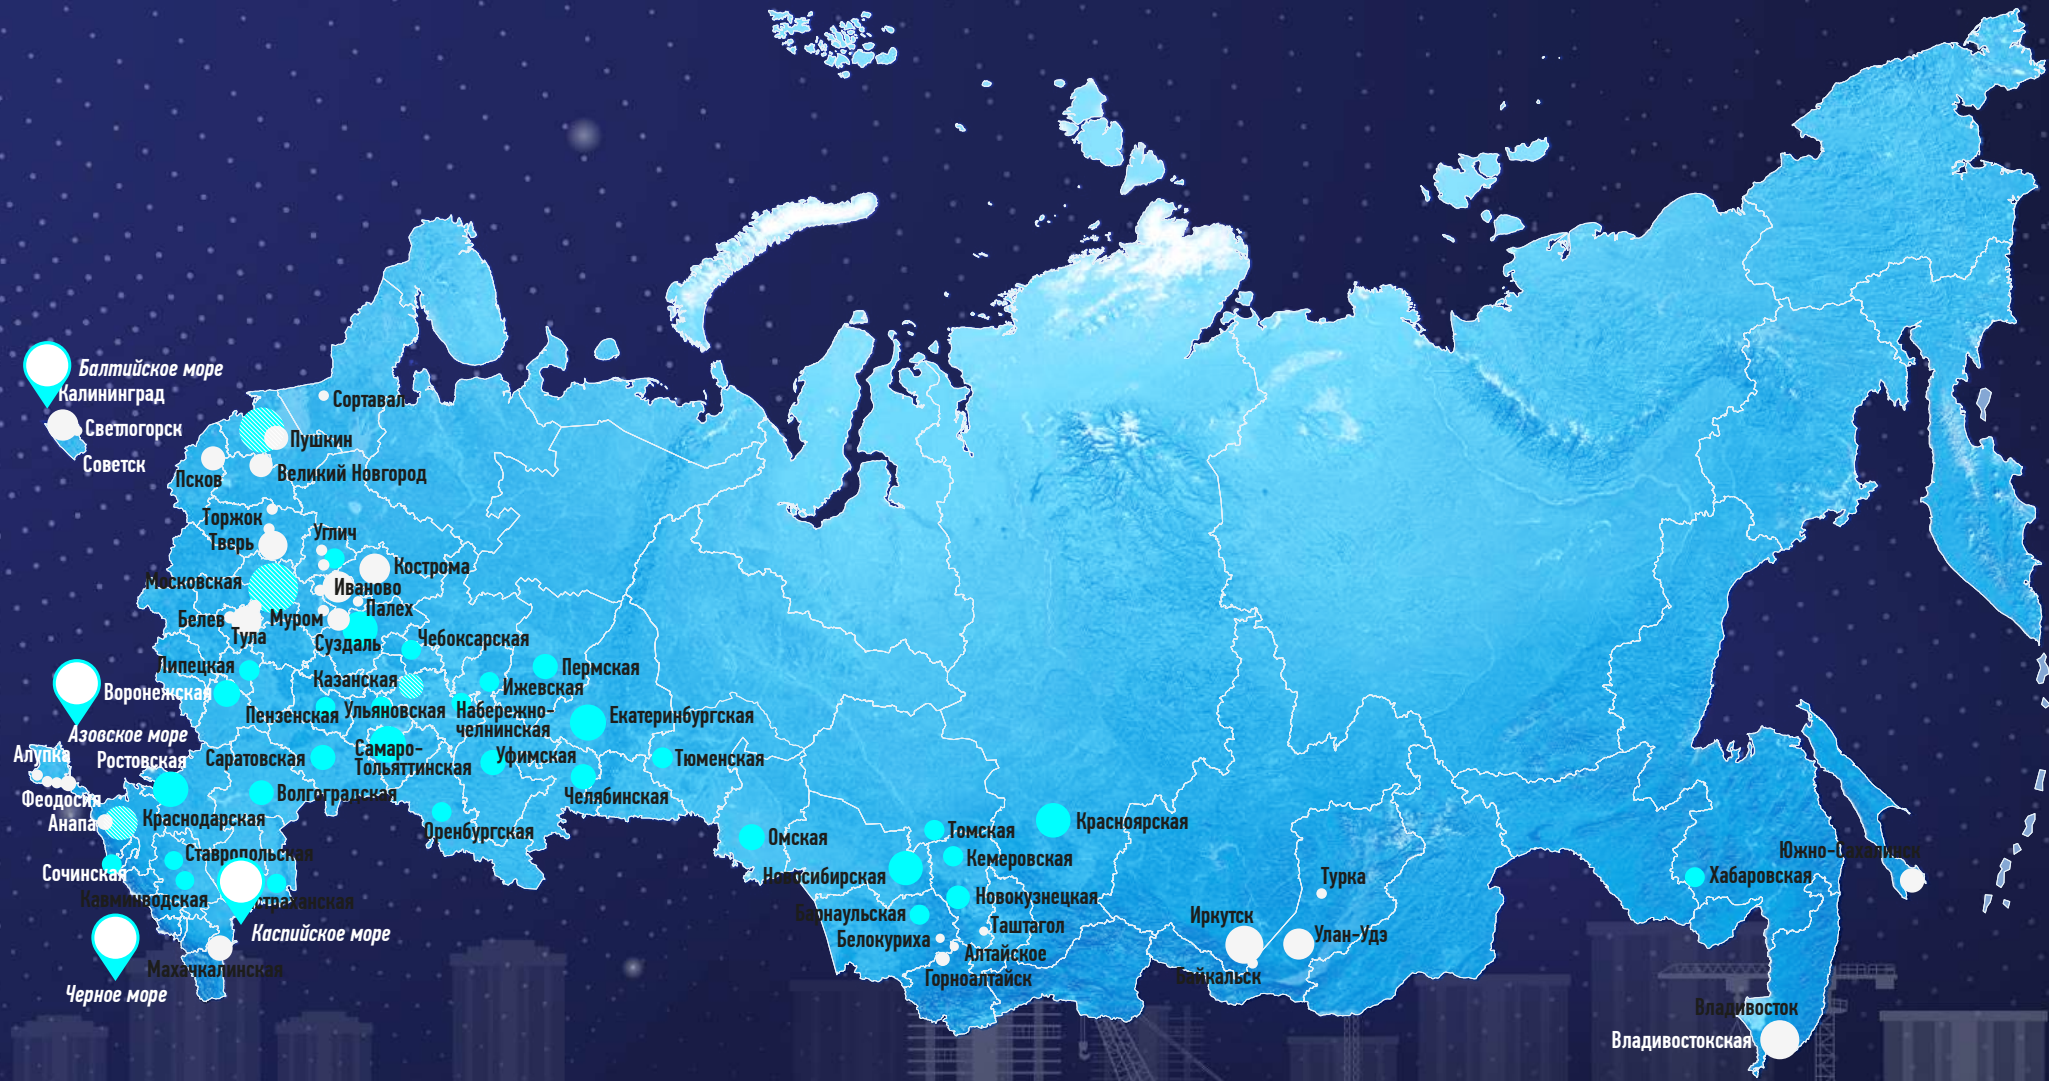 Балтийское море
Калининград
Светлогорск
Советск
Сортавал
Пушкин
Великий Новгород
Псков
Торжок
Тверь
Углич
Кострома
Московская
Иваново
Палех
Белев
Муром
Тула
Суздаль
Чебоксарская
Липецкая
Казанская
Пермская
Ижевская
Воронежская
Пензенская
Ульяновская
Набережно-
челнинская
Екатеринбургская
Азовское море
Алупка
Ростовская
Саратовская
Самаро-
Тольяттинская
Уфимская
Тюменская
Феодосия
Волгоградская
Челябинская
Анапа
Краснодарская
Оренбургская
Омская
Томская
Красноярская
Сочинская
Ставропольская
Кемеровская
Новосибирская
Южно-Сахалинск
Хабаровская
Турка
Кавминводская
Астраханская
Новокузнецкая
Барнаульская
Таштагол
Иркутск
Каспийское море
Белокуриха
Алтайское
Улан-Удэ
Махачкалинская
Горноалтайск
Байкальск
Черное море
Владивосток
Владивостокская